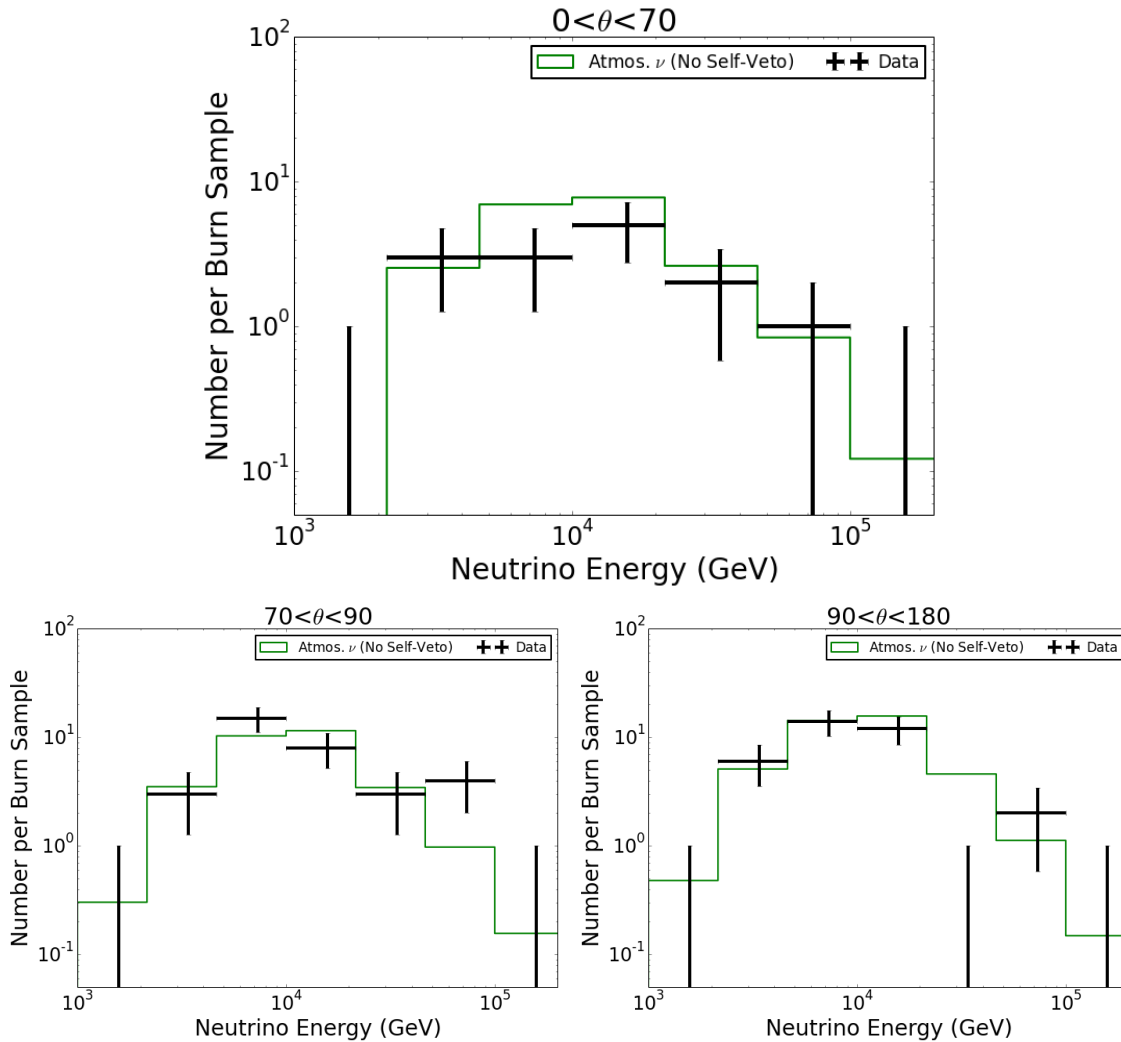 0<θ<70
Atmos. ν (No Self-Veto) Data
10^2
10^1
10^0
10^-1
Number per Burn Sample
10^3 10^4 10^5
Neutrino Energy (GeV)
70<θ<90
Atmos. ν (No Self-Veto) Data
10^2
10^1
10^0
10^-1
Number per Burn Sample
10^3 10^4 10^5
Neutrino Energy (GeV)
90<θ<180
Atmos. ν (No Self-Veto) Data
10^2
10^1
10^0
10^-1
Number per Burn Sample
10^3 10^4 10^5
Neutrino Energy (GeV)